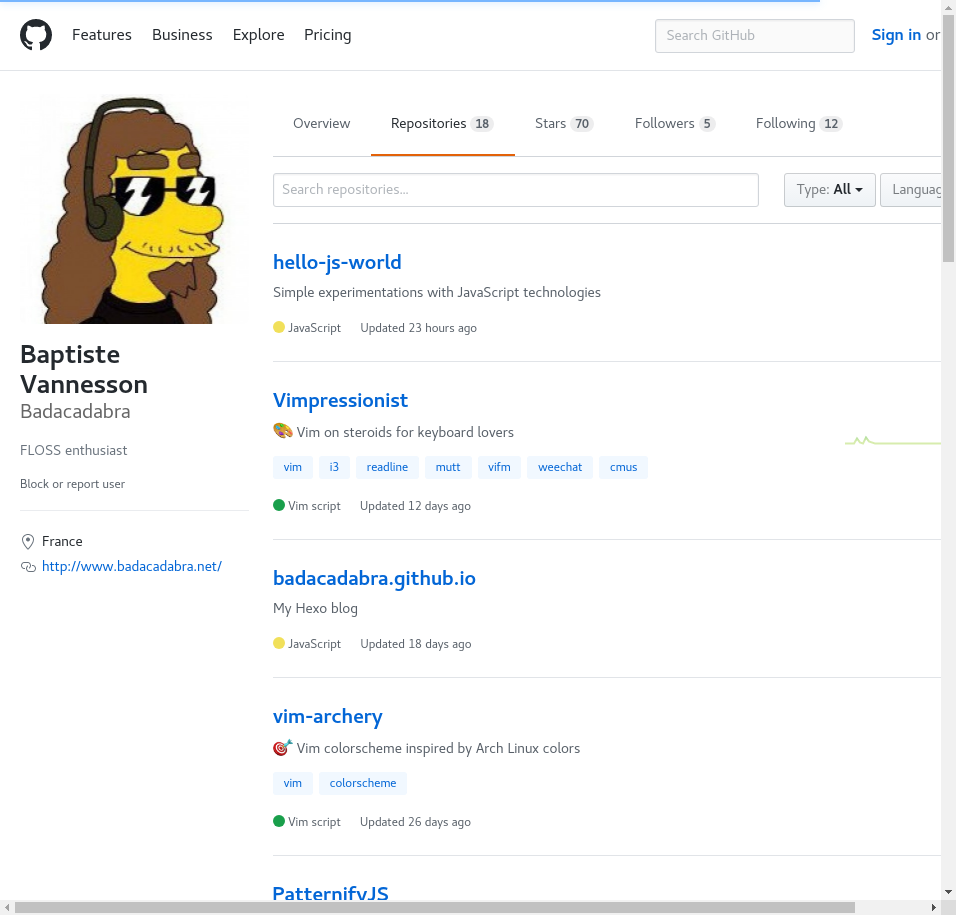 Features Business Explore Pricing Search GitHub Sign in or
Overview Repositories 18 Stars 70 Followers 5 Following 12
Search repositories... Type: All
hello-js-world
Simple experimentations with JavaScript technologies
JavaScript Updated 23 hours ago
Baptiste
Vannesson
Badacadabra
FLOSS enthusiast
Block or report user
France
http://www.badacadabra.net/
Vimpressionist
Vim on steroids for keyboard lovers
vim i3 readline mutt vifm weechat cmus
Vim script Updated 12 days ago
badacadabra.github.io
My Hexo blog
JavaScript Updated 18 days ago
vim-archery
Vim colorscheme inspired by Arch Linux colors
vim colorscheme
Vim script Updated 26 days ago
PatternifyJS